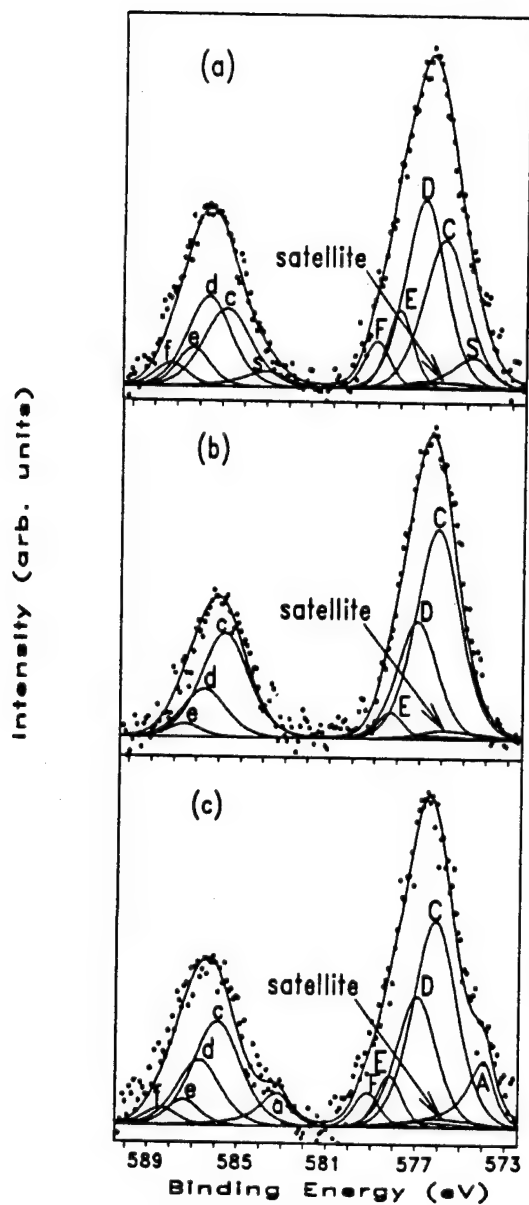 (a)
D
C
satellite
E
F
S
d
c
e
f
s
(b)
C
satellite
D
E
c
d
e
(c)
C
satellite
D
E
F
A
c
d
e
f
a
Intensity (arb. units)
589 585 581 577 573
Binding Energy (eV)